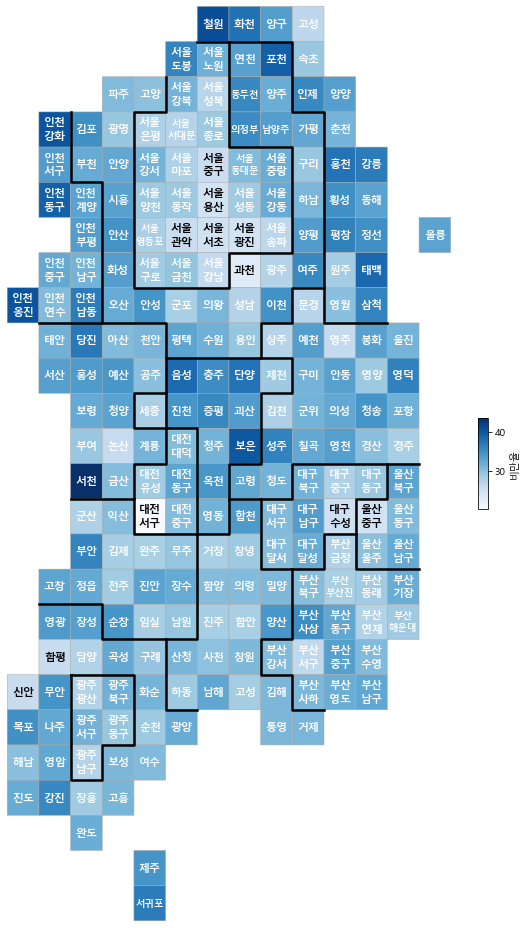 철원 화천 양구 고성
서울 도봉 서울 노원 연천 포천 속초
파주 고양 서울 강북 서울 성북 동두천 양주 인제 양양
인천 강화 김포 광명 서울 은평 서울 서대문 서울 종로 의정부 남양주 가평 춘천
인천 서구 부천 안양 서울 강서 서울 마포 서울 중구 서울 동대문 서울 중랑 구리 홍천 강릉
인천 동구 인천 계양 시흥 서울 양천 서울 동작 서울 용산 서울 성동 서울 강동 하남 횡성 동해
인천 부평 안산 서울 영등포 서울 관악 서울 서초 서울 광진 서울 송파 양평 평창 정선 울릉
인천 중구 인천 남구 화성 서울 구로 서울 금천 서울 강남 과천 광주 여주 원주 태백
인천 옹진 인천 연수 인천 남동 오산 안성 군포 의왕 성남 이천 문경 영월 삼척
태안 당진 아산 천안 평택 수원 용인 상주 예천 영주 봉화 울진
서산 홍성 예산 공주 음성 충주 단양 제천 구미 안동 영양 영덕
보령 청양 세종 진천 증평 괴산 김천 군위 의성 청송 포항
부여 논산 계룡 대전 대덕 청주 보은 성주 칠곡 영천 경산 경주
서천 금산 대전 유성 대전 동구 옥천 고령 청도 대구 북구 대구 중구 대구 동구 울산 북구
군산 익산 대전 서구 대전 중구 영동 합천 대구 서구 대구 남구 대구 수성 울산 중구 울산 동구
부안 김제 완주 무주 거창 창녕 대구 달서 대구 달성 부산 금정 울산 울주 울산 남구
고창 정읍 전주 진안 장수 함양 의령 밀양 부산 북구 부산 부산진 부산 동래 부산 기장
영광 장성 순창 임실 남원 진주 함안 양산 부산 사상 부산 동구 부산 연제 부산 해운대
함평 담양 곡성 구례 산청 사천 창원 부산 강서 부산 서구 부산 중구 부산 수영
신안 무안 광주 광산 광주 북구 화순 하동 남해 고성 김해 부산 사하 부산 영도 부산 남구
목포 나주 광주 서구 광주 동구 순천 광양 통영 거제
해남 영암 광주 남구 보성 여수
진도 강진 장흥 고흥
완도
제주
서귀포
40
30
비만율